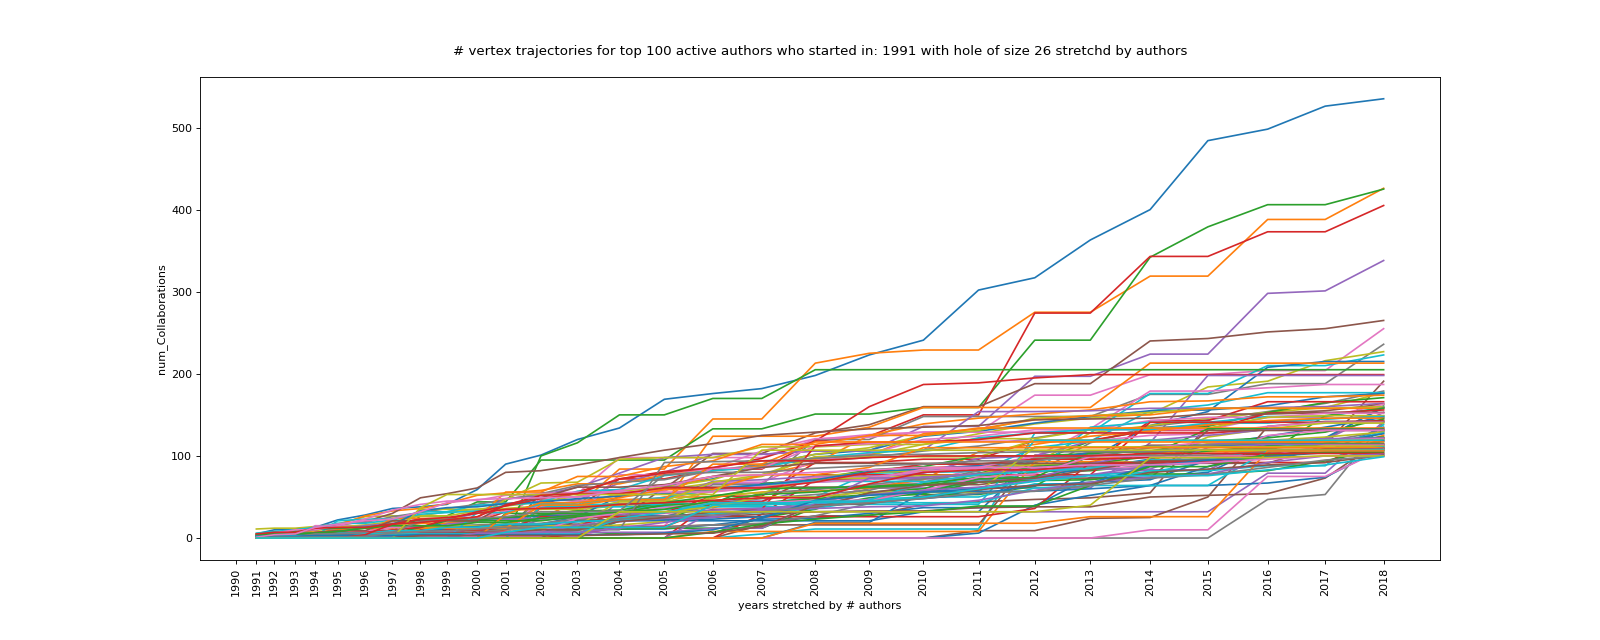 # vertex trajectories for top 100 active authors who started in: 1991 with hole of size 26 stretchd by authors
num_Collaborations
500
400
300
200
100
0
1990 1991 1992 1993 1994 1995 1996 1997 1998 1999 2000 2001 2002 2003 2004 2005 2006 2007 2008 2009 2010 2011 2012 2013 2014 2015 2016 2017 2018
years stretched by # authors